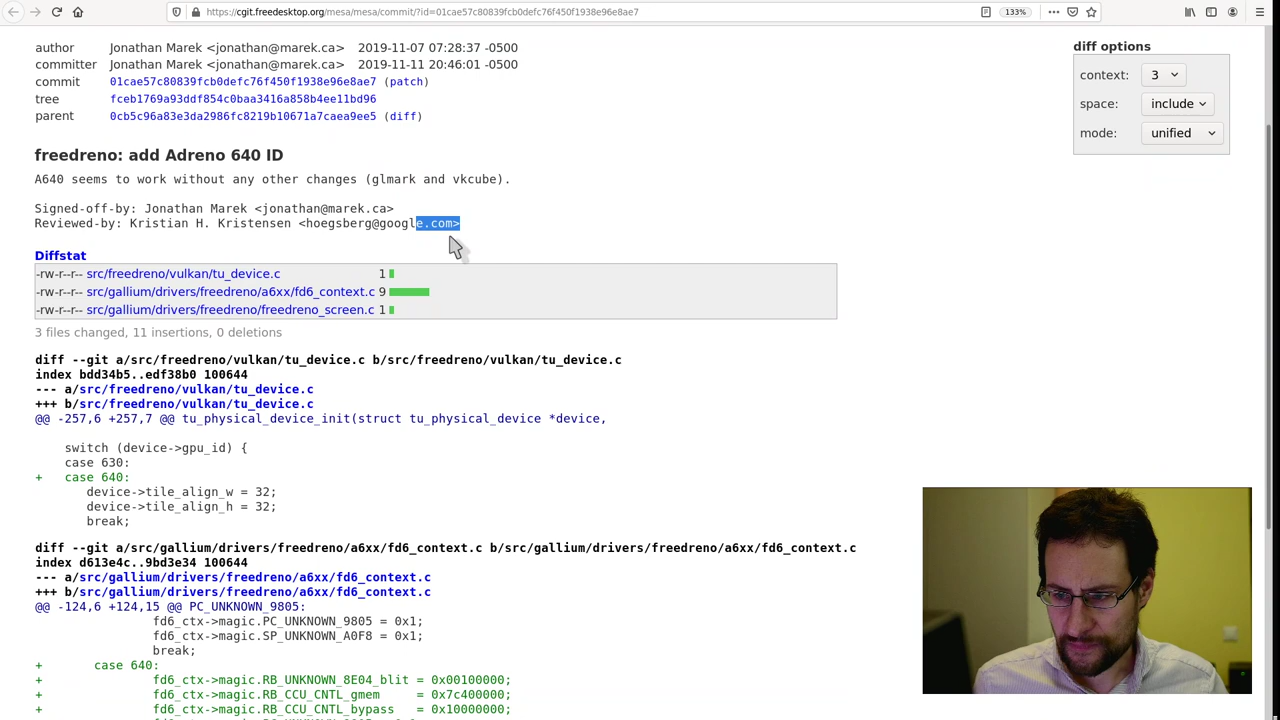 https://cgit.freedesktop.org/mesa/mesa/commit/?id=01cae57c80839fcb0defc76f450f1938e96e8ae7
133%
author Jonathan Marek <jonathan@marek.ca> 2019-11-07 07:28:37 -0500
committer Jonathan Marek <jonathan@marek.ca> 2019-11-11 20:46:01 -0500
commit 01cae57c80839fcb0defc76f450f1938e96e8ae7 (patch)
tree fceb1769a93ddf854c0baa3416a858b4ee11bd96
parent 0cb5c96a83e3da2986fc8219b10671a7caea9ee5 (diff)
diff options
context: 3
space: include
mode: unified
freedreno: add Adreno 640 ID
A640 seems to work without any other changes (glmark and vkcube).
Signed-off-by: Jonathan Marek <jonathan@marek.ca>
Reviewed-by: Kristian H. Kristensen <hoegsberg@google.com>
Diffstat
-rw-r--r-- src/freedreno/vulkan/tu_device.c 1
-rw-r--r-- src/gallium/drivers/freedreno/a6xx/fd6_context.c 9
-rw-r--r-- src/gallium/drivers/freedreno/freedreno_screen.c 1
3 files changed, 11 insertions, 0 deletions
diff --git a/src/freedreno/vulkan/tu_device.c b/src/freedreno/vulkan/tu_device.c
index bdd34b5..edf38b0 100644
--- a/src/freedreno/vulkan/tu_device.c
+++ b/src/freedreno/vulkan/tu_device.c
@@ -257,6 +257,7 @@ tu_physical_device_init(struct tu_physical_device *device,
switch (device->gpu_id) {
case 630:
+ case 640:
device->tile_align_w = 32;
device->tile_align_h = 32;
break;
diff --git a/src/gallium/drivers/freedreno/a6xx/fd6_context.c b/src/gallium/drivers/freedreno/a6xx/fd6_context.c
index d613e4c..9bd3e34 100644
--- a/src/gallium/drivers/freedreno/a6xx/fd6_context.c
+++ b/src/gallium/drivers/freedreno/a6xx/fd6_context.c
@@ -124,6 +124,15 @@ PC_UNKNOWN_9805:
fd6_ctx->magic.PC_UNKNOWN_9805 = 0x1;
fd6_ctx->magic.SP_UNKNOWN_A0F8 = 0x1;
break;
+ case 640:
+ fd6_ctx->magic.RB_UNKNOWN_8E04_blit = 0x00100000;
+ fd6_ctx->magic.RB_CCU_CNTL_gmem = 0x7c400000;
+ fd6_ctx->magic.RB_CCU_CNTL_bypass = 0x10000000;